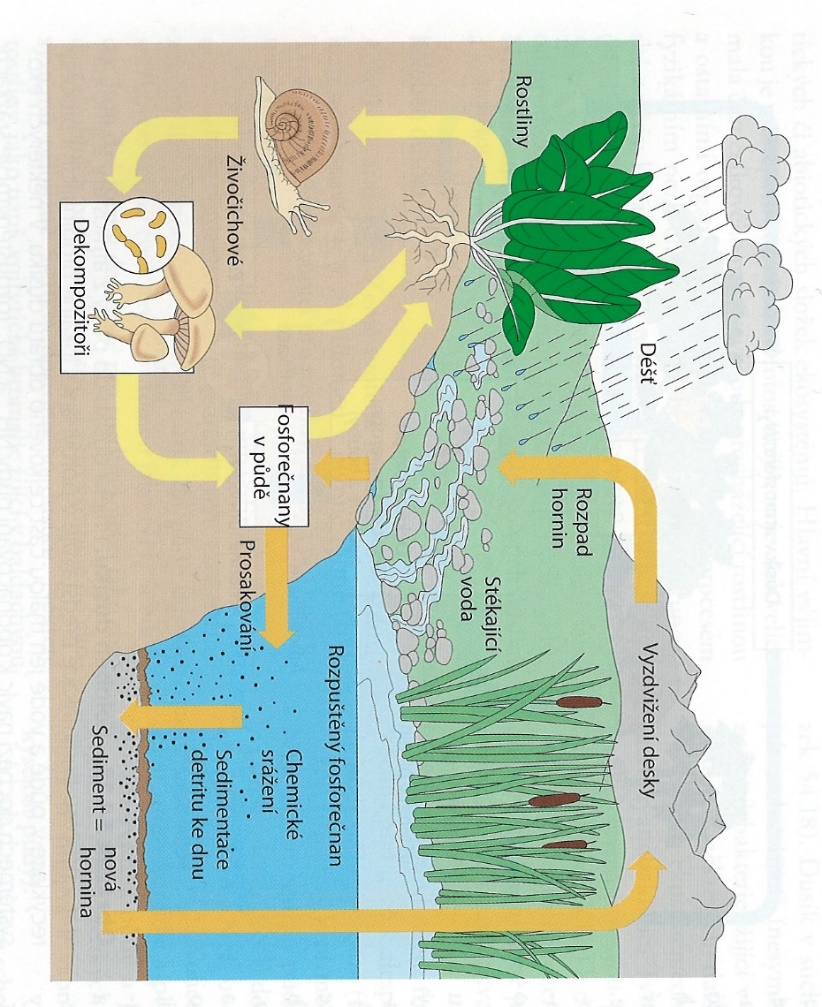 Déšť
Vyzdvižení desky
Rozpad
hornin
Rostliny
Stékající
voda
Rozpuštěný fosforečnan
Fosforečnany
v půdě
Chemické
srážení
Prosakování
Živočichové
Sedimentace
detritu ke dnu
Sediment = nová
hornina
Dekompozitoři